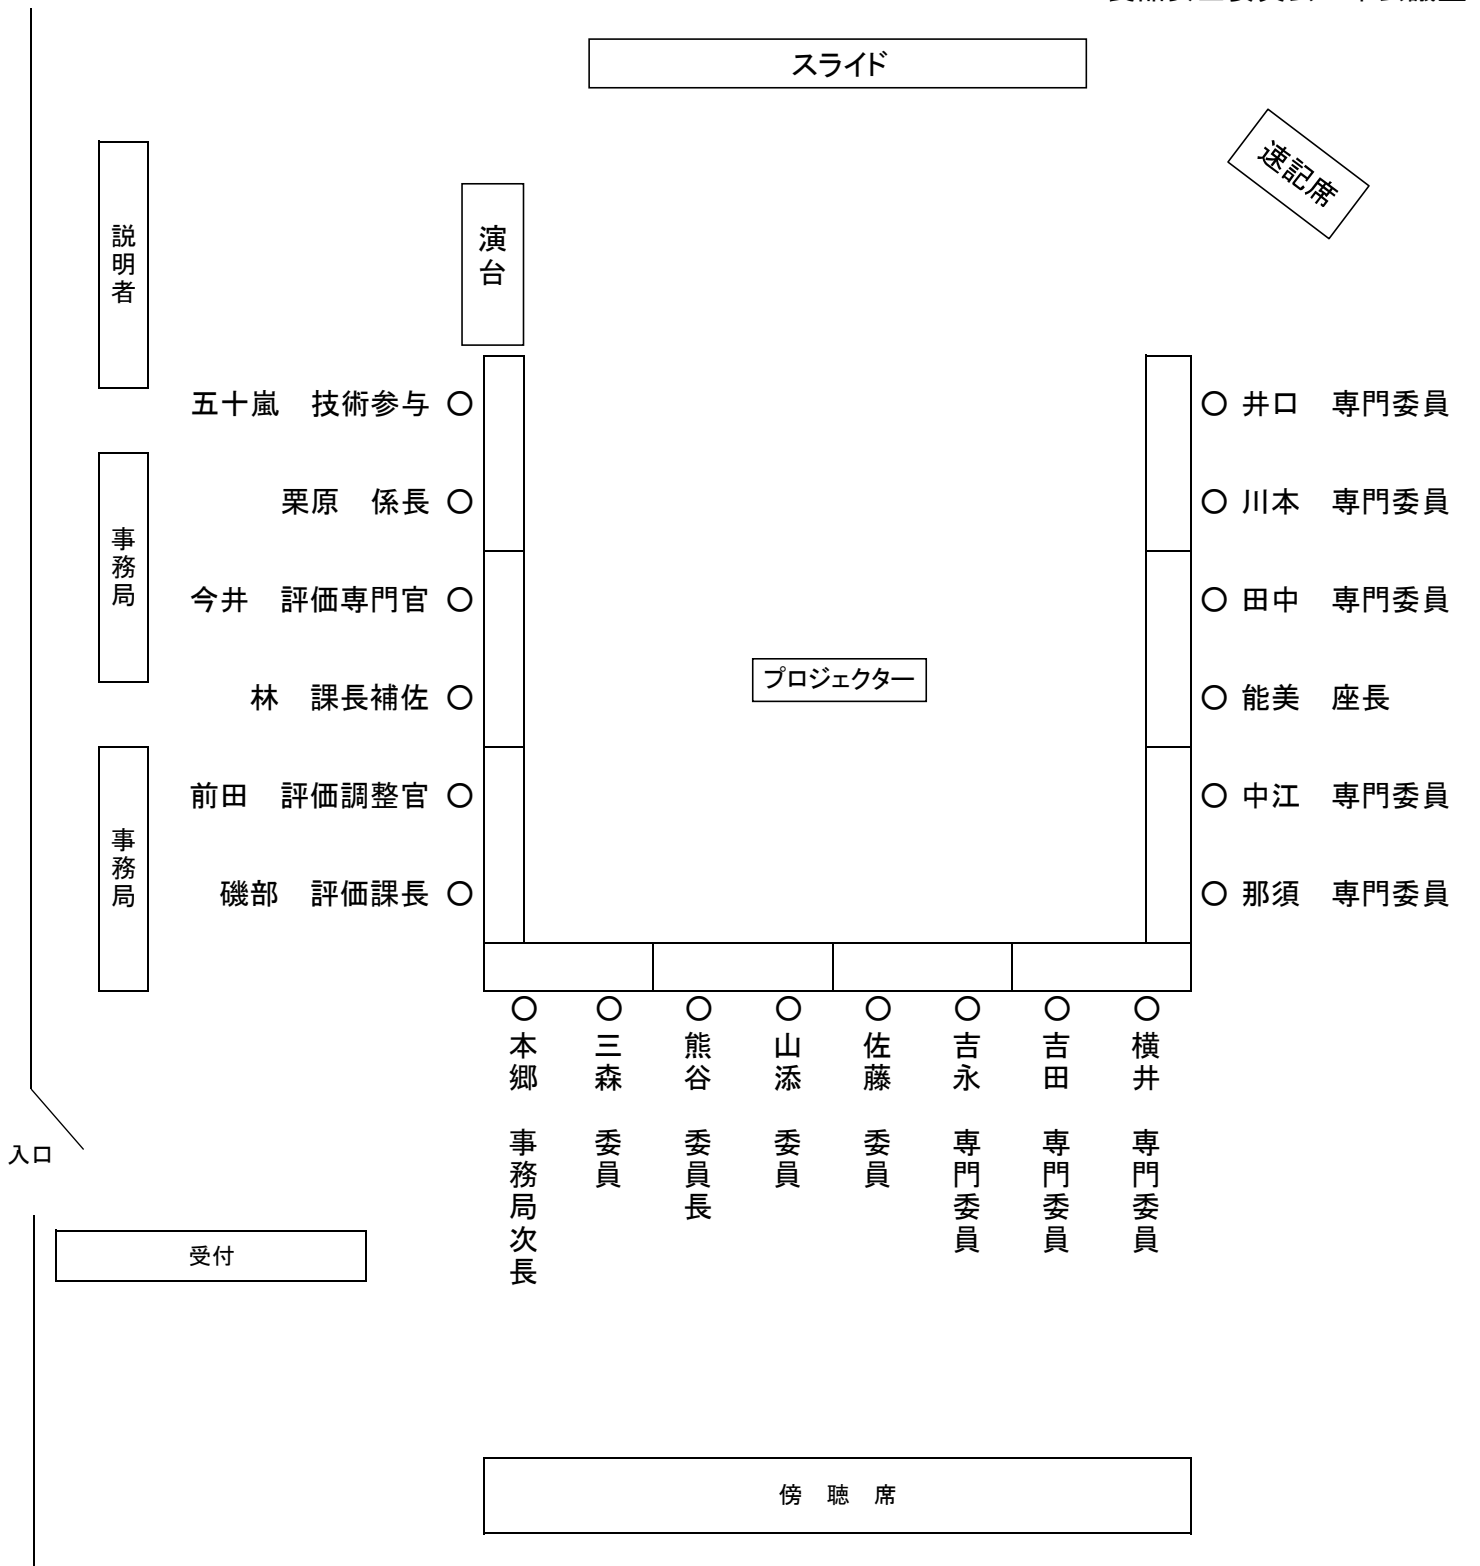 スライド
速記席
説明者
演台
五十嵐　技術参与 ○
○ 井口　専門委員
栗原　係長 ○
○ 川本　専門委員
事務局
今井　評価専門官 ○
○ 田中　専門委員
プロジェクター
林　課長補佐 ○
○ 能美　座長
前田　評価調整官 ○
○ 中江　専門委員
事務局
磯部　評価課長 ○
○ 那須　専門委員
○本郷　事務局次長
○三森　委員
○熊谷　委員長
○山添　委員
○佐藤　委員
○吉永　専門委員
○吉田　専門委員
○横井　専門委員
入口
受付
傍　聴　席